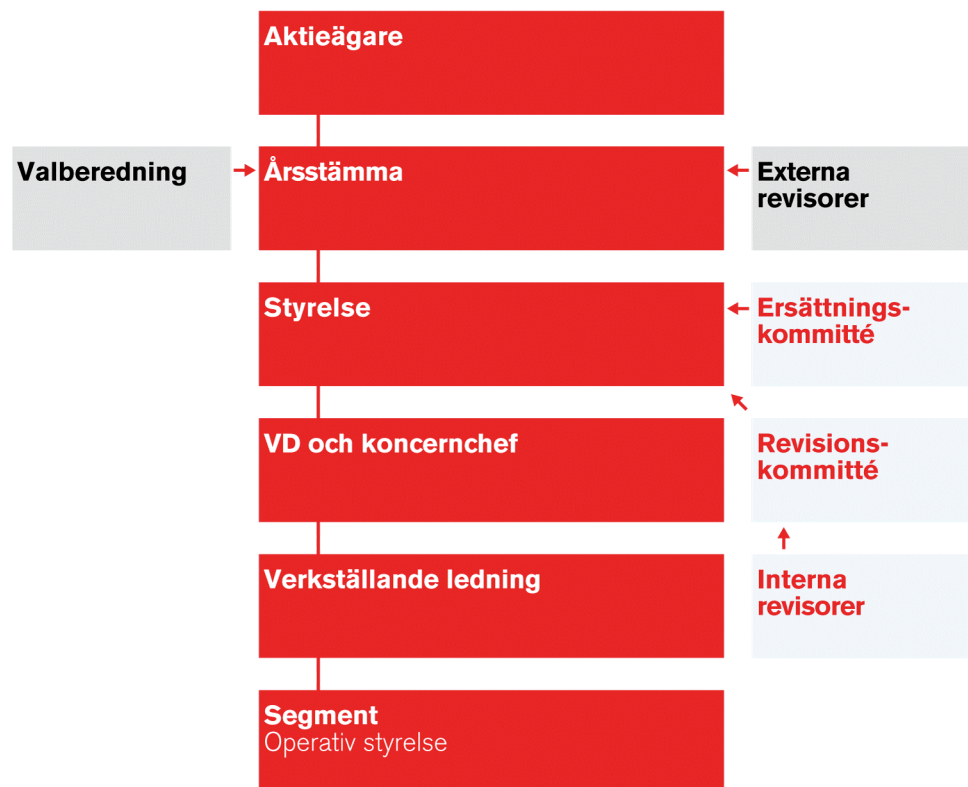 Aktieägare
Valberedning
Årsstämma
Externa
revisorer
Styrelse
Ersättnings-
kommitté
VD och koncernchef
Revisions-
kommitté
Verkställande ledning
Interna
revisorer
Segment
Operativ styrelse